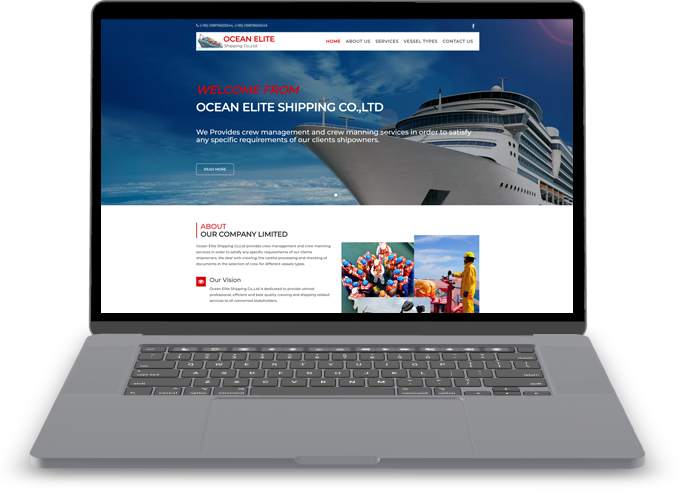 OCEAN ELITE
Shipping Co.,Ltd
HOME ABOUT US SERVICES VESSEL TYPES CONTACT US
WELCOME FROM
OCEAN ELITE SHIPPING CO.,LTD
We Provides crew management and crew manning services in order to satisfy
any specific requirements of our clients shipowners.
READ MORE
ABOUT
OUR COMPANY LIMITED
Ocean Elite Shipping Co.,Ltd provides crew management and crew manning
services in order to satisfy any specific requirements of our clients
shipowners. We deal with crewing, the careful processing and checking of
documents in the selection of crew for different vessels types.
Our Vision
Ocean Elite Shipping Co.,Ltd is dedicated to provide utmost
professional, efficient and best quality crewing and shipping related
services to all concerned stakeholders.